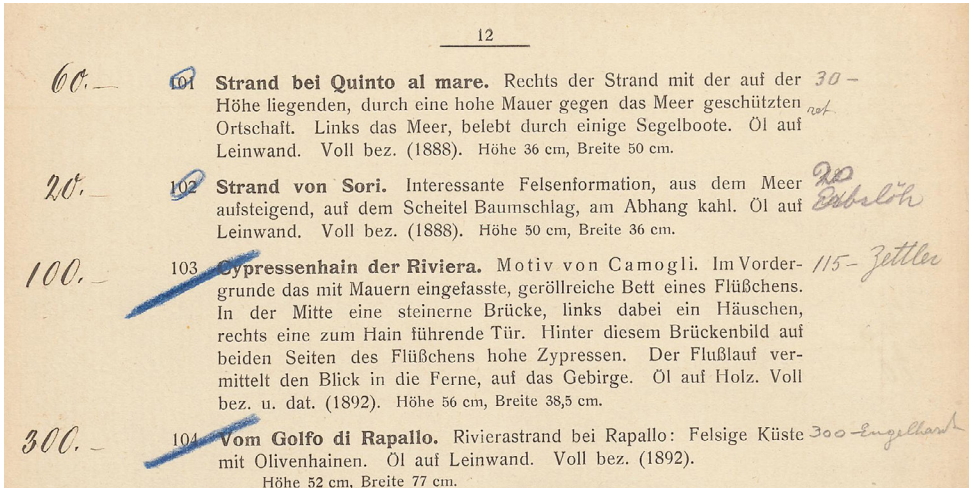 12
60.— 101 Strand bei Quinto al mare. Rechts der Strand mit der auf der 30 —
Höhe liegenden, durch eine hohe Mauer gegen das Meer geschützten
Ortschaft. Links das Meer, belebt durch einige Segelboote. Öl auf ret.
Leinwand. Voll bez. (1888). Höhe 36 cm, Breite 50 cm.
20.— 102 Strand von Sori. Interessante Felsenformation, aus dem Meer 20
aufsteigend, auf dem Scheitel Baumschlag, am Abhang kahl. Öl auf Erbslöh
Leinwand. Voll bez. (1888). Höhe 50 cm, Breite 36 cm.
100.— 103 Cypressenhain der Riviera. Motiv von Camogli. Im Vorder- 115 — Zettler
grunde das mit Mauern eingefasste, geröllreiche Bett eines Flüßchens.
In der Mitte eine steinerne Brücke, links dabei ein Häuschen,
rechts eine zum Hain führende Tür. Hinter diesem Brückenbild auf
beiden Seiten des Flüßchens hohe Zypressen. Der Flußlauf ver-
mittelt den Blick in die Ferne, auf das Gebirge. Öl auf Holz. Voll
bez. u. dat. (1892). Höhe 56 cm, Breite 38,5 cm.
300.— 104 Vom Golfo di Rapallo. Rivierastrand bei Rapallo: Felsige Küste 300 — Engelhardt
mit Olivenhainen. Öl auf Leinwand. Voll bez. (1892).
Höhe 52 cm, Breite 77 cm.